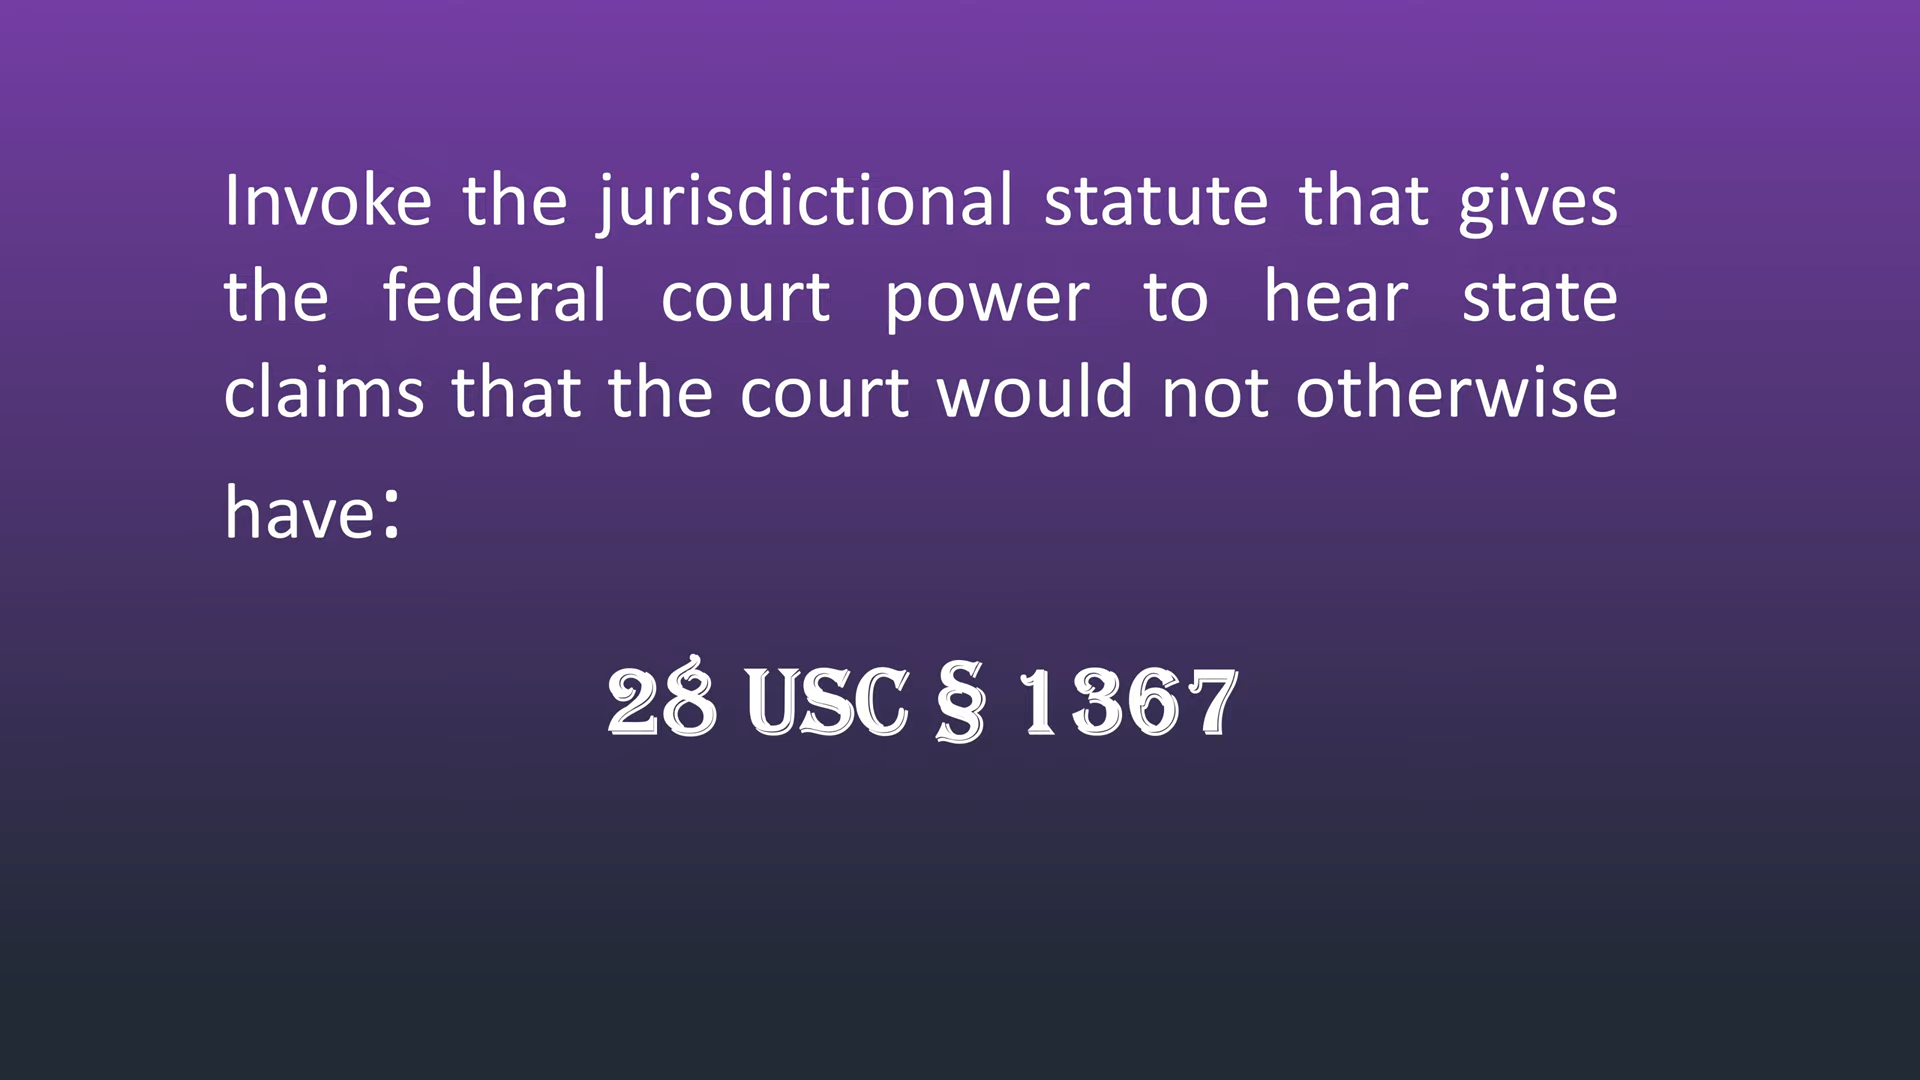 Invoke the jurisdictional statute that gives
the federal court power to hear state
claims that the court would not otherwise
have:
28 USC § 1367